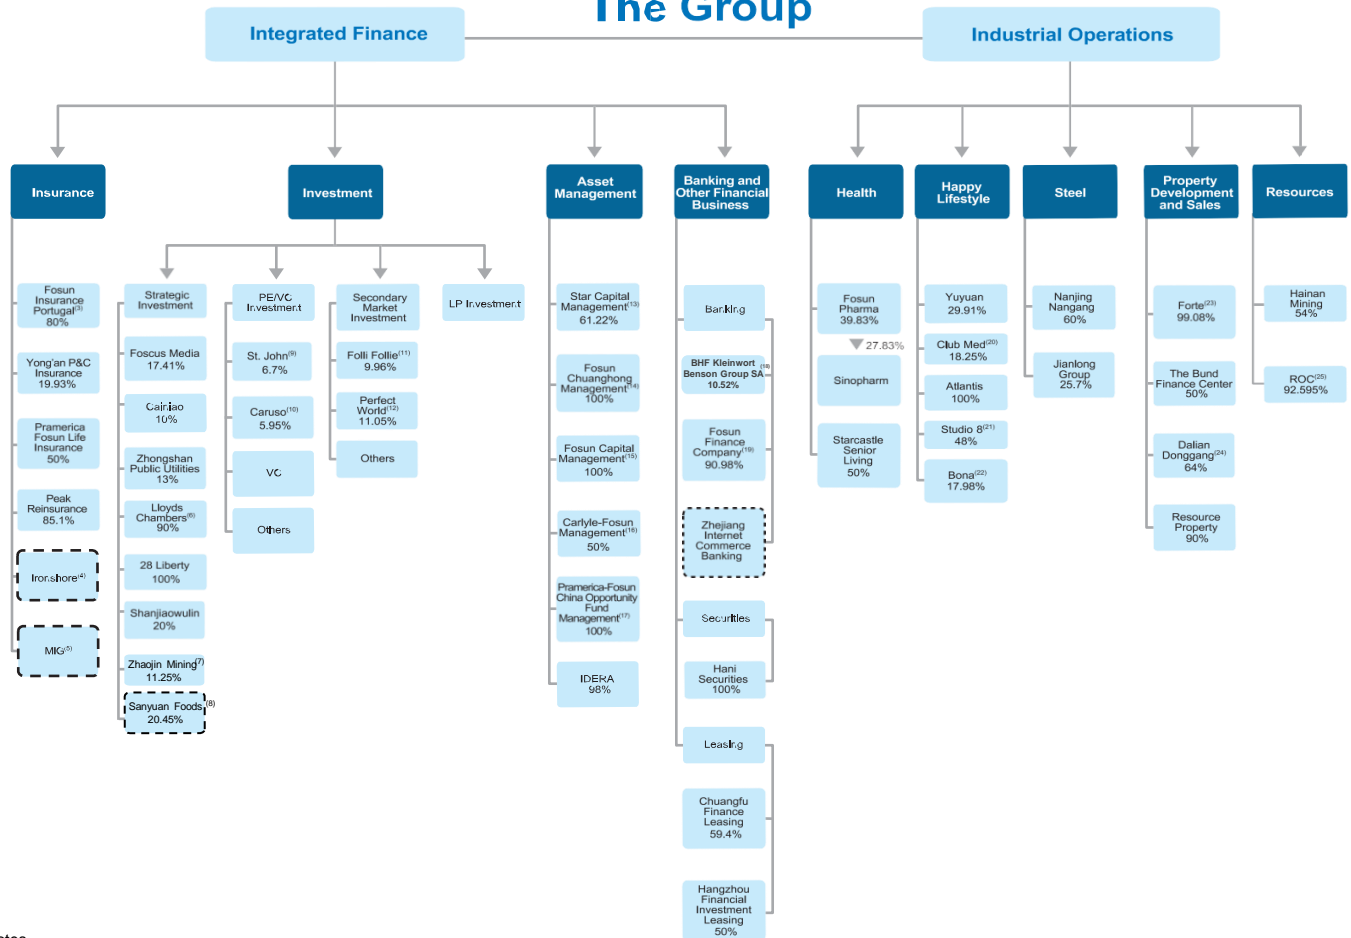 The Group
Integrated Finance
Industrial Operations
Insurance
Investment
Asset
Management
Banking and
Other Financial
Business
Health
Happy
Lifestyle
Steel
Property
Development
and Sales
Resources
Fosun
Insurance
Portugal(3)
80%
Yong'an P&C
Insurance
19.93%
Pramerica
Fosun Life
Insurance
50%
Peak
Reinsurance
85.1%
Ironshore(4)
MIG(5)
Strategic
Investment
Foscus Media
17.41%
Cainiao
10%
Zhongshan
Public Utilities
13%
Lloyds
Chambers(6)
90%
28 Liberty
100%
Shanjiaowulin
20%
Zhaojin Mining(7)
11.25%
Sanyuan Foods(8)
20.45%
PE/VC
Investment
St. John(9)
6.7%
Caruso(10)
5.95%
VC
Others
Secondary
Market
Investment
Folli Follie(11)
9.96%
Perfect
World(12)
11.05%
Others
LP Investment
Star Capital
Management(13)
61.22%
Fosun
Chuanghong
Management(14)
100%
Fosun Capital
Management(15)
100%
Carlyle-Fosun
Management(16)
50%
Pramerica-Fosun
China Opportunity
Fund
Management(17)
100%
IDERA
98%
Banking
BHF Kleinwort
Benson Group SA(18)
10.52%
Fosun
Finance
Company(19)
90.98%
Zhejiang
Internet
Commerce
Banking
Securities
Hani
Securities
100%
Leasing
Chuangfu
Finance
Leasing
59.4%
Hangzhou
Financial
Investment
Leasing
50%
Fosun
Pharma
39.83%
27.83%
Sinopharm
Starcastle
Senior
Living
50%
Yuyuan
29.91%
Club Med(20)
18.25%
Atlantis
100%
Studio 8(21)
48%
Bona(22)
17.98%
Nanjing
Nangang
60%
Jianlong
Group
25.7%
Forte(23)
99.08%
The Bund
Finance Center
50%
Dalian
Donggang(24)
64%
Resource
Property
90%
Hainan
Mining
54%
ROC(25)
92.595%